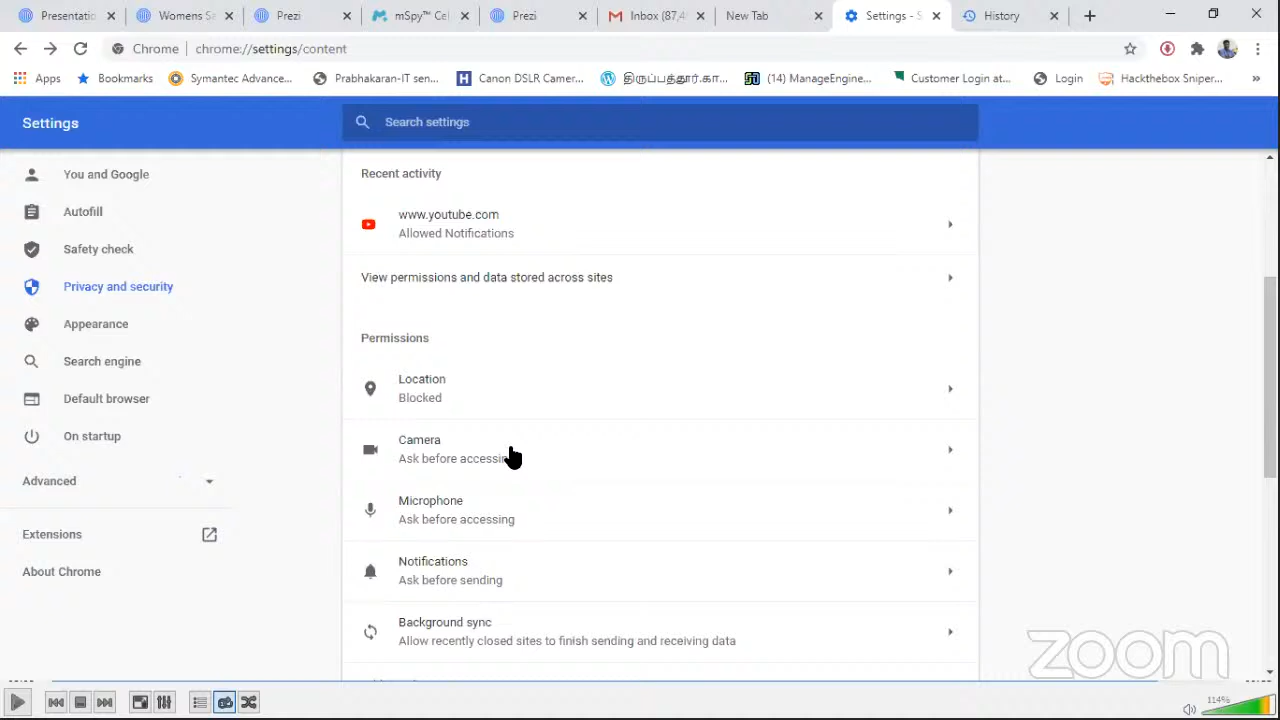 Presentatio
Womens Sa
Prezi
mSpy™ Cel
Prezi
Inbox (87,4
New Tab
Settings - S
History
Chrome | chrome://settings/content
Apps
Bookmarks
Symantec Advance...
Prabhakaran-IT sen...
Canon DSLR Camer...
திருப்பத்தூர்.கா...
(14) ManageEngine...
Customer Login at...
Login
Hackthebox Sniper...
»
Settings
Search settings
You and Google
Autofill
Safety check
Privacy and security
Appearance
Search engine
Default browser
On startup
Advanced
Extensions
About Chrome
Recent activity
www.youtube.com
Allowed Notifications
View permissions and data stored across sites
Permissions
Location
Blocked
Camera
Ask before accessin
Microphone
Ask before accessing
Notifications
Ask before sending
Background sync
Allow recently closed sites to finish sending and receiving data
zoom
114%